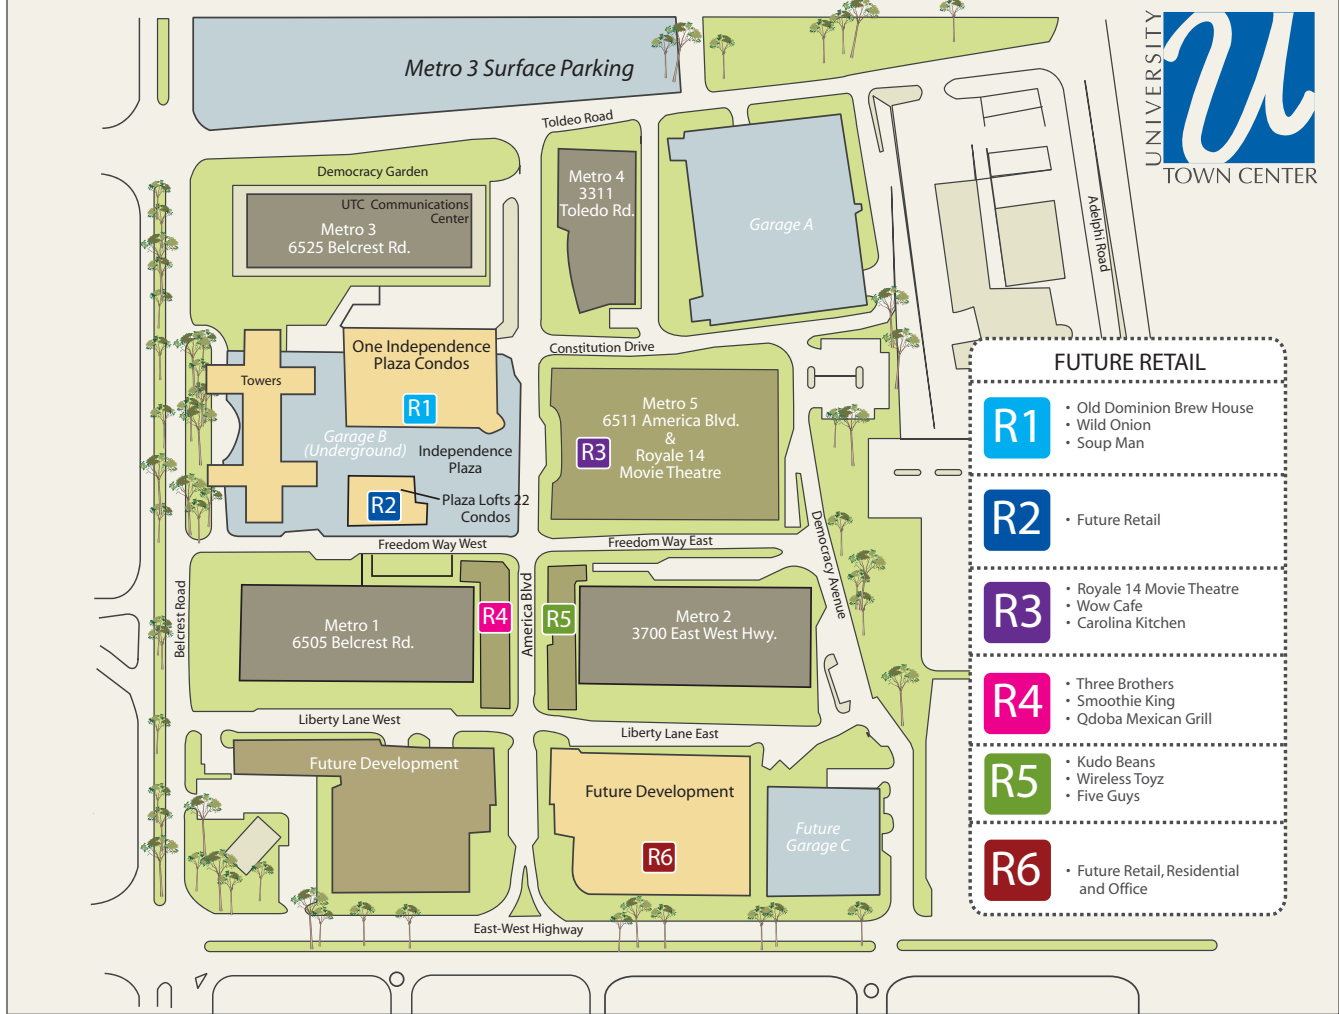 Metro 3 Surface Parking
UNIVERSITY
TOWN CENTER
Toldeo Road
Democracy Garden
UTC Communications
Center
Metro 3
6525 Belcrest Rd.
Metro 4
3311
Toledo Rd.
Garage A
Adelphi Road
Constitution Drive
One Independence
Plaza Condos
R1
Towers
Garage B
(Underground)
Independence
Plaza
R2
Plaza Lofts 22
Condos
Metro 5
6511 America Blvd.
&
Royale 14
Movie Theatre
R3
Freedom Way West
Freedom Way East
Democracy Avenue
Belcrest Road
America Blvd
Metro 1
6505 Belcrest Rd.
R4
R5
Metro 2
3700 East West Hwy.
Liberty Lane West
Liberty Lane East
Future Development
Future Development
R6
Future
Garage C
East-West Highway
FUTURE RETAIL
R1
• Old Dominion Brew House
• Wild Onion
• Soup Man
R2
• Future Retail
R3
• Royale 14 Movie Theatre
• Wow Cafe
• Carolina Kitchen
R4
• Three Brothers
• Smoothie King
• Qdoba Mexican Grill
R5
• Kudo Beans
• Wireless Toyz
• Five Guys
R6
• Future Retail, Residential
and Office